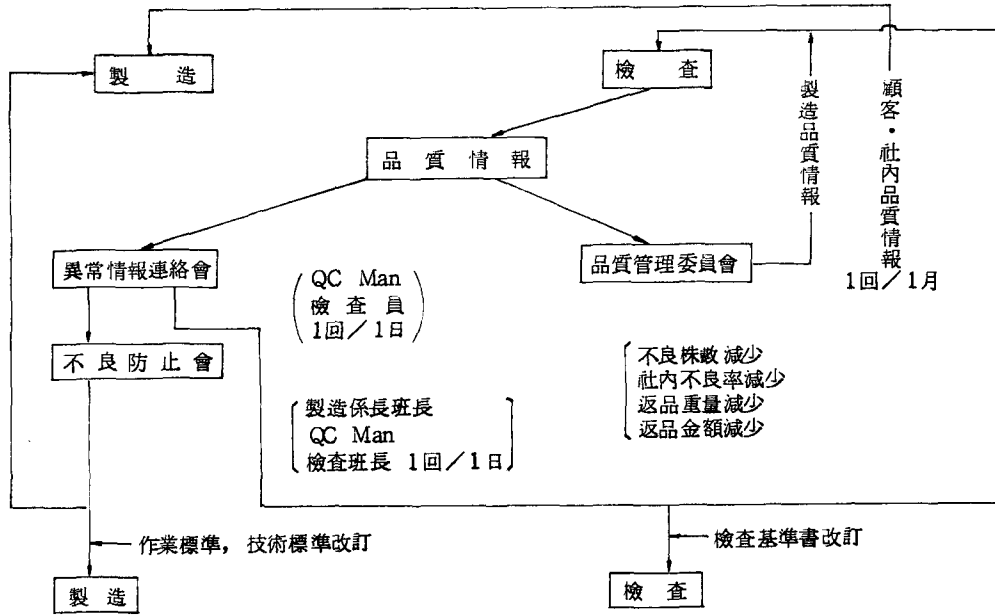 製造
檢査
品質情報
製造品質情報
顧客・社內品質情報
1回／1月
異常情報連絡會
品質管理委員會
QC Man
檢査員
1回／1日
不良防止會
不良株數減少
社內不良率減少
返品重量減少
返品金額減少
製造係長班長
QC Man
檢査班長 1回／1日
作業標準，技術標準改訂
檢査基準書改訂
製造
檢査